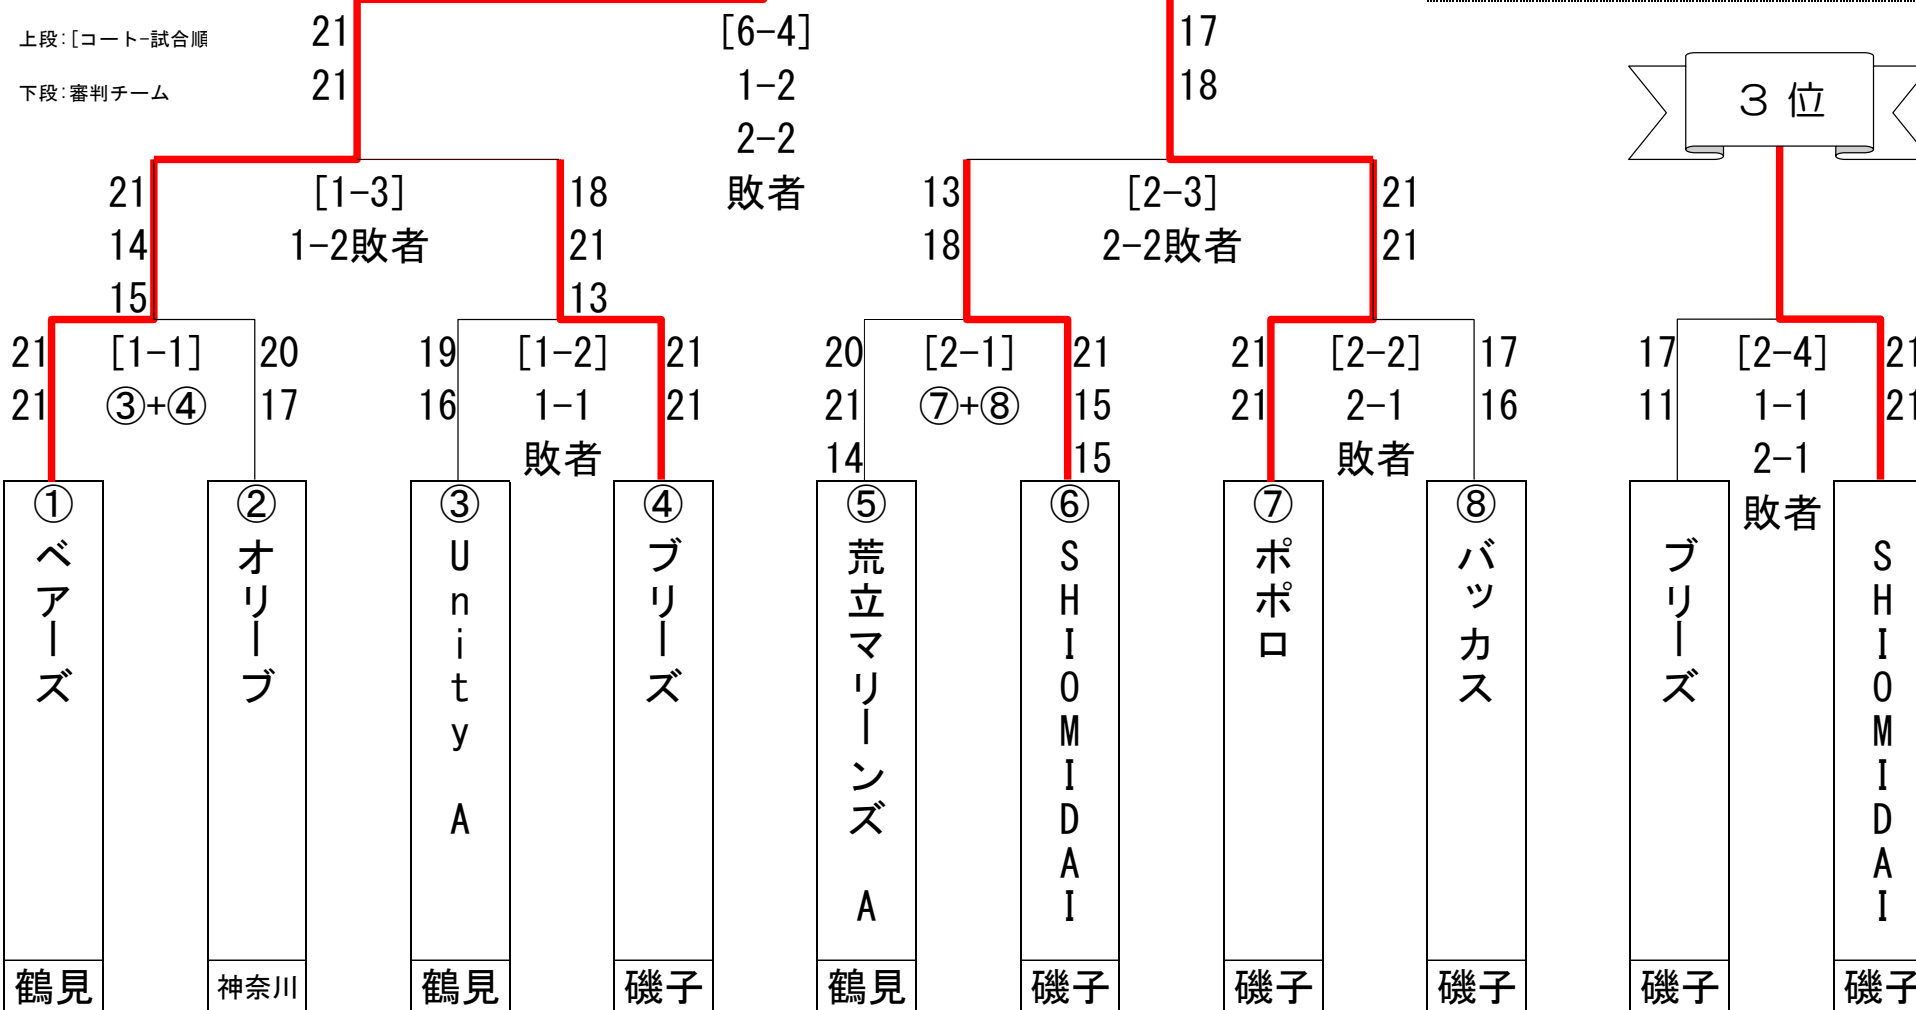 上段：[コート−試合順
21
[6−4]
17
下段：審判チーム
21
1−2
18
3 位
2−2
敗者
21
[1−3]
18
13
[2−3]
21
14
1−2敗者
21
18
2−2敗者
21
15
13
21
[1−1]
20
19
[1−2]
21
20
[2−1]
21
21
[2−2]
17
17
[2−4]
21
21
③+④
17
16
1−1
21
21
⑦+⑧
15
21
2−1
16
11
1−1
21
敗者
14
15
敗者
2−1
敗者
①
ベアーズ
鶴見
②
オリーブ
神奈川
③
Unity A
鶴見
④
ブリーズ
磯子
⑤
荒立マリーンズ A
鶴見
⑥
SHIOMIDAI
磯子
⑦
ポポロ
磯子
⑧
バッカス
磯子
ブリーズ
磯子
SHIOMIDAI
磯子